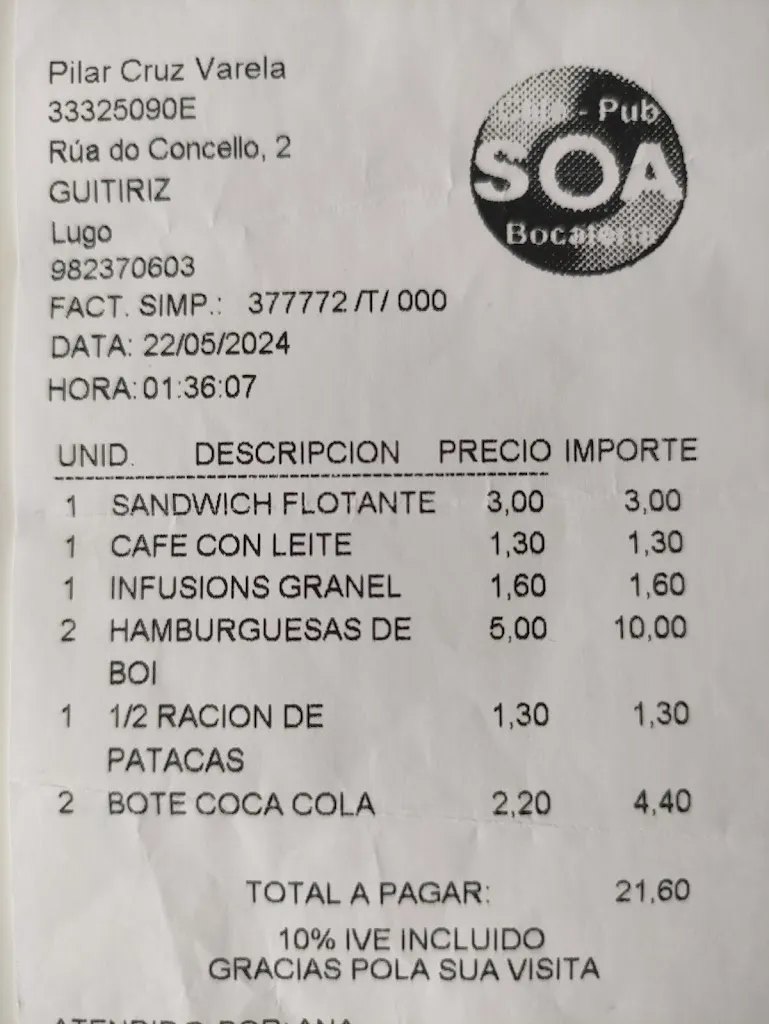 Pilar Cruz Varela
33325090E
Rúa do Concello, 2
GUITIRIZ
Lugo
982370603
- Pub
SOA
Bocatería
FACT. SIMP.: 377772 /T/ 000
DATA: 22/05/2024
HORA: 01:36:07
UNID. DESCRIPCION PRECIO IMPORTE
1 SANDWICH FLOTANTE 3,00 3,00
1 CAFE CON LEITE 1,30 1,30
1 INFUSIONS GRANEL 1,60 1,60
2 HAMBURGUESAS DE 5,00 10,00
BOI
1 1/2 RACION DE 1,30 1,30
PATACAS
2 BOTE COCA COLA 2,20 4,40
TOTAL A PAGAR: 21,60
10% IVE INCLUIDO
GRACIAS POLA SUA VISITA
ATENDIDO POR: ANA